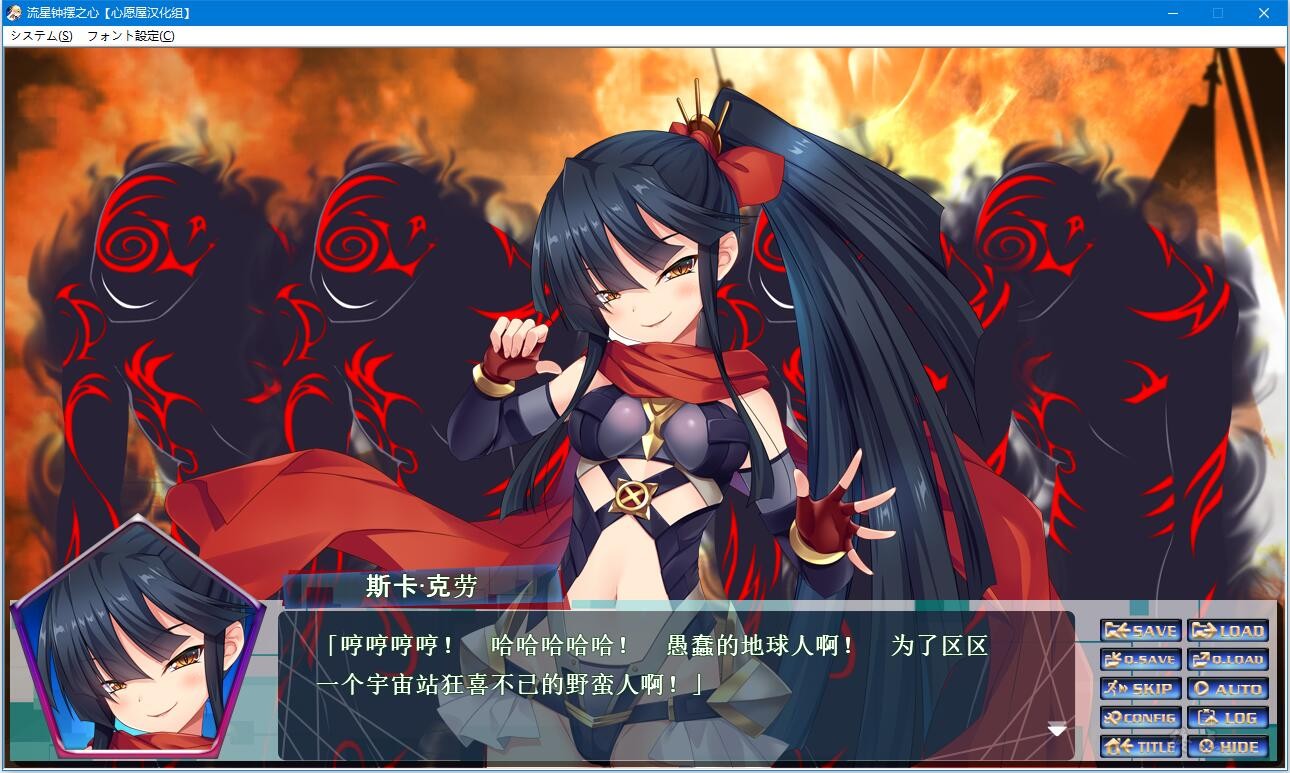 流星钟摆之心【心愿屋汉化组】
システム(S) フォント設定(C)
斯卡·克劳
「哼哼哼哼！ 哈哈哈哈哈！ 愚蠢的地球人啊！ 为了区区
一个宇宙站狂喜不已的野蛮人啊！」
SAVE LOAD
Q.SAVE Q.LOAD
SKIP AUTO
CONFIG LOG
TITLE HIDE